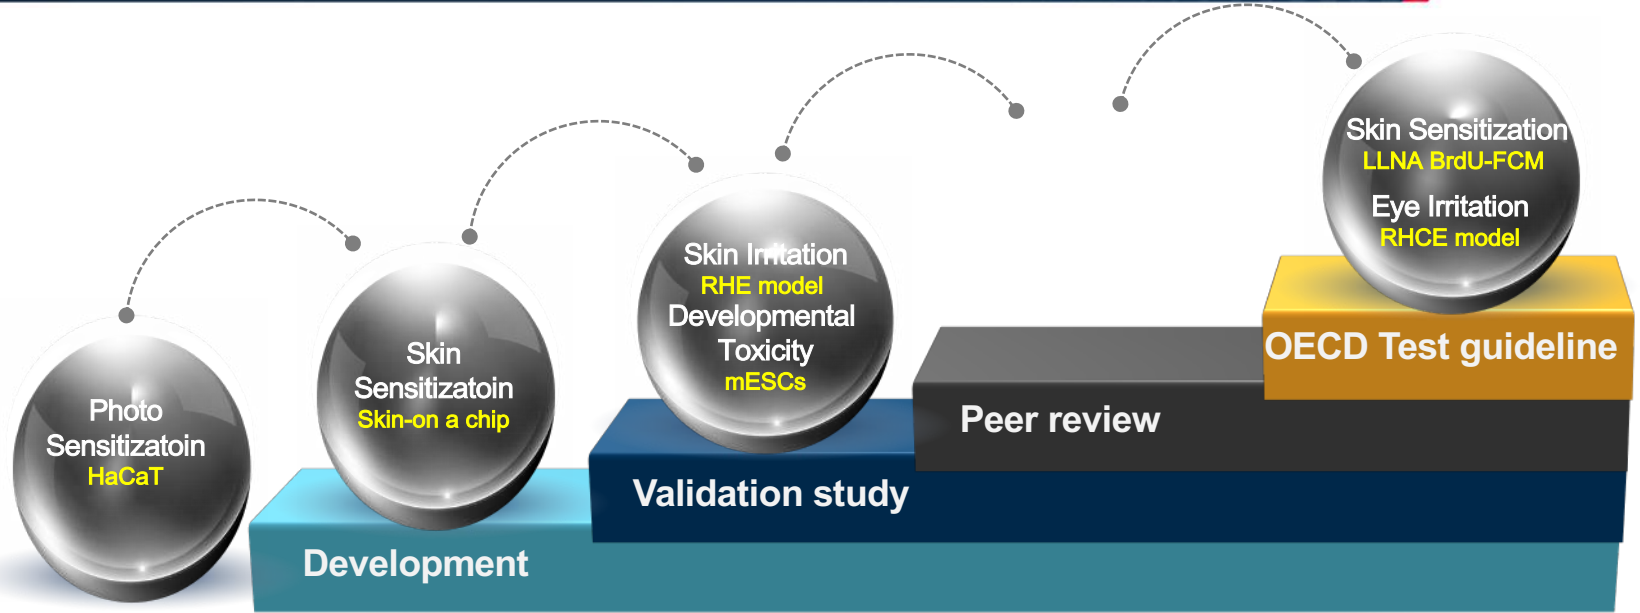 Photo
Sensitizatoin
HaCaT
Skin
Sensitizatoin
Skin-on a chip
Development
Skin Irritation
RHE model
Developmental
Toxicity
mESCs
Validation study
Peer review
Skin Sensitization
LLNA BrdU-FCM
Eye Irritation
RHCE model
OECD Test guideline